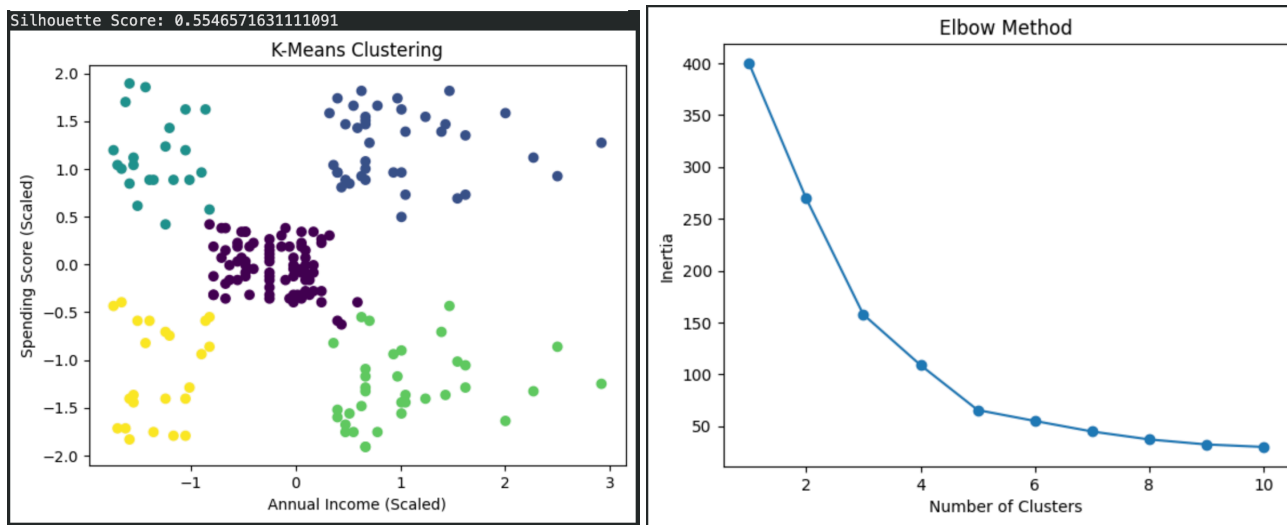 Silhouette Score: 0.5546571631111091
K-Means Clustering
2.0
1.5
1.0
0.5
0.0
−0.5
−1.0
−1.5
−2.0
Spending Score (Scaled)
−1 0 1 2 3
Annual Income (Scaled)
Elbow Method
400
350
300
250
200
150
100
50
Inertia
2 4 6 8 10
Number of Clusters